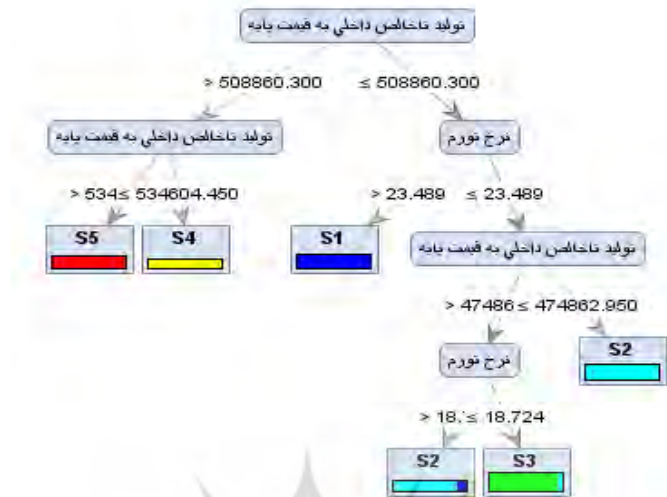 تولید ناخالص داخلی به قیمت پایه
> 508860.300 ≤ 508860.300
تولید ناخالص داخلی به قیمت پایه
نرخ تورم
> 534 ≤ 534604.450
> 23.489 ≤ 23.489
S5
S4
S1
تولید ناخالص داخلی به قیمت پایه
> 47486 ≤ 474862.950
نرخ تورم
S2
> 18. ≤ 18.724
S2
S3